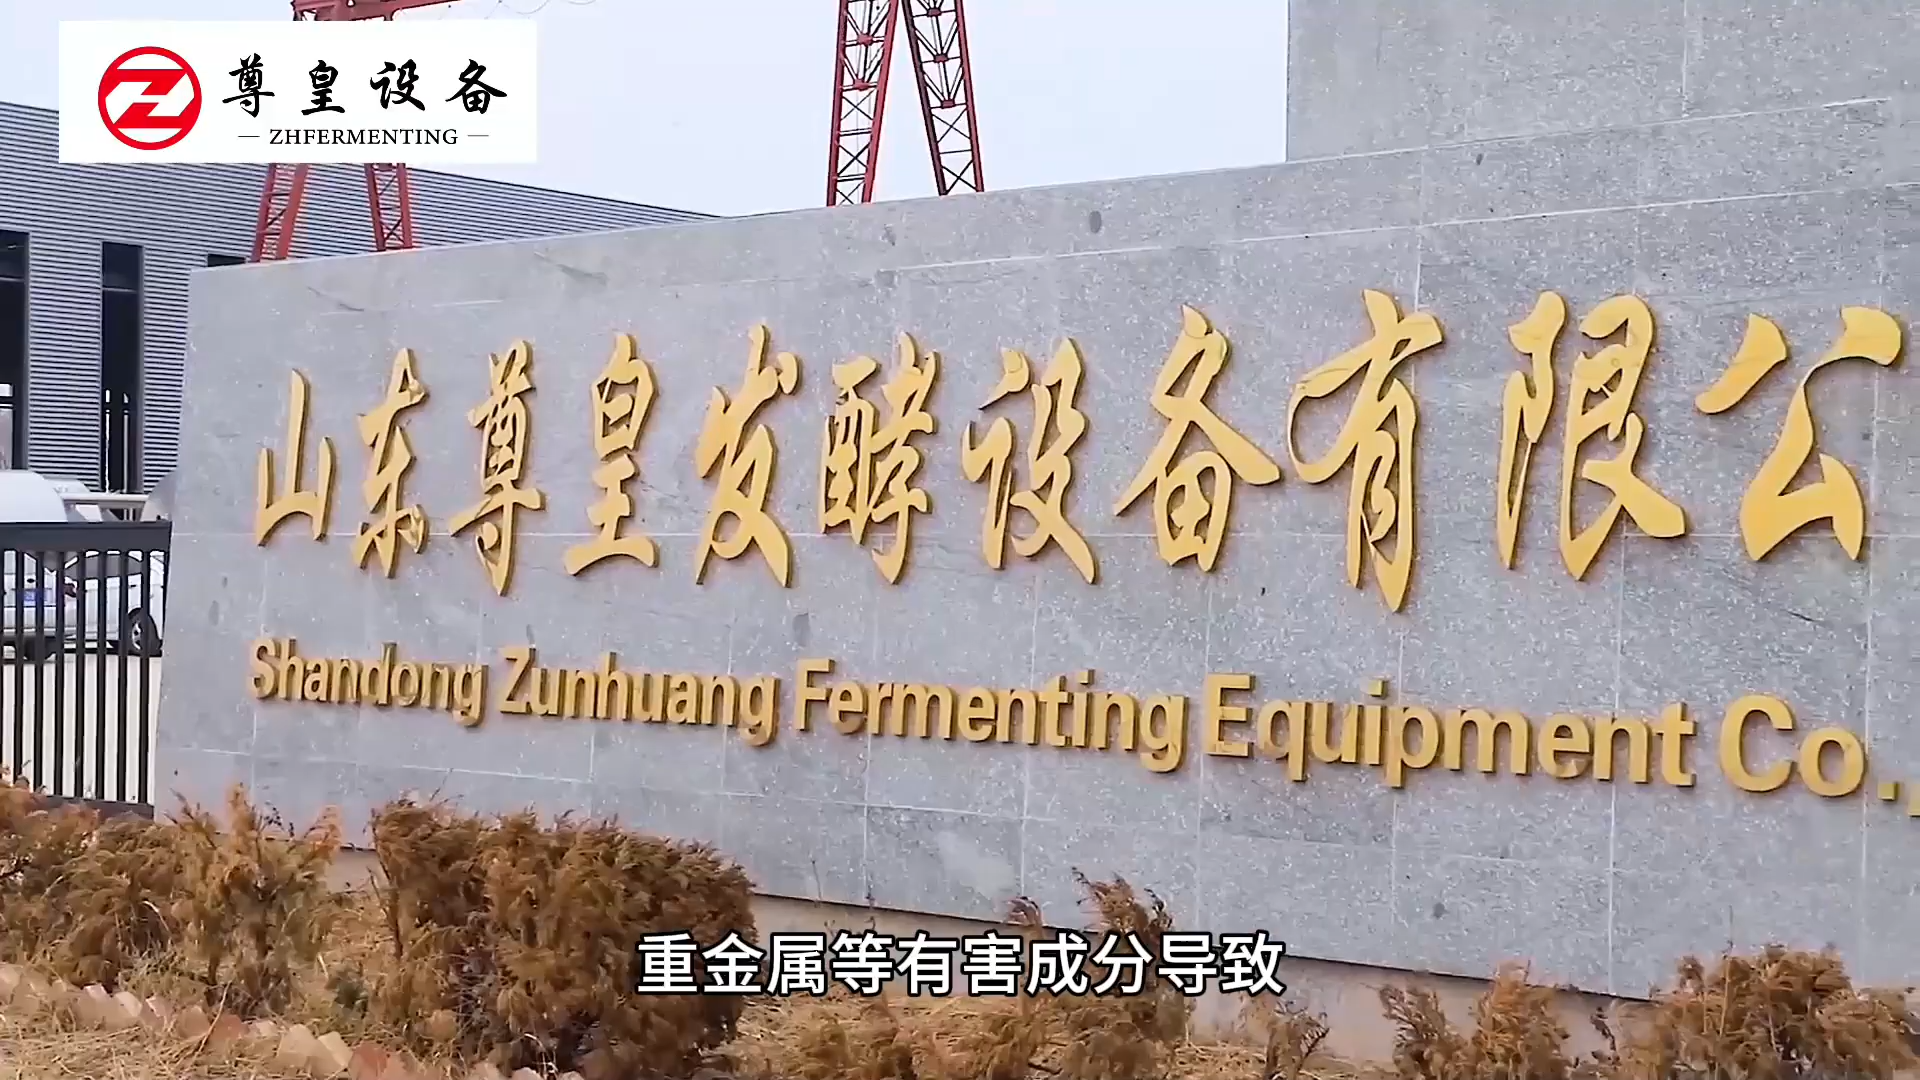 尊皇设备
ZHFERMENTING
山东尊皇发酵设备有限公
Shandong Zunhuang Fermenting Equipment Co.,
重金属等有害成分导致